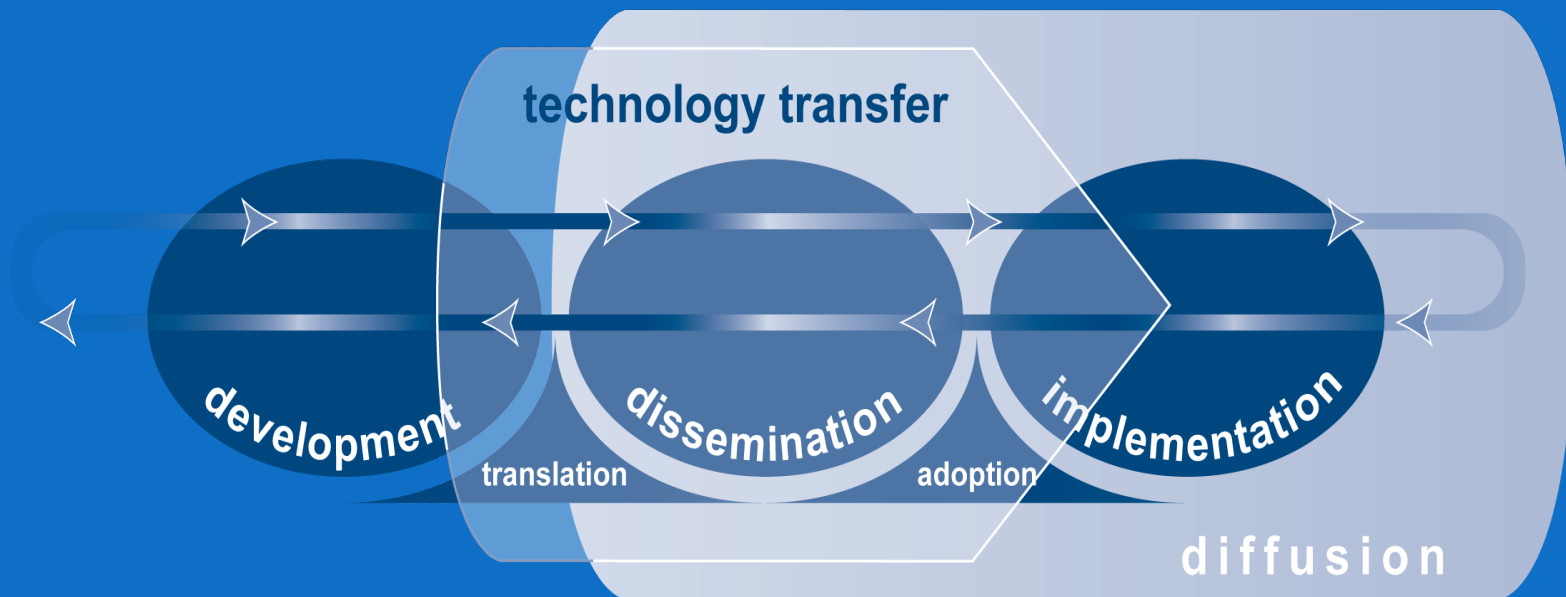 technology transfer
development
dissemination
implementation
translation
adoption
diffusion